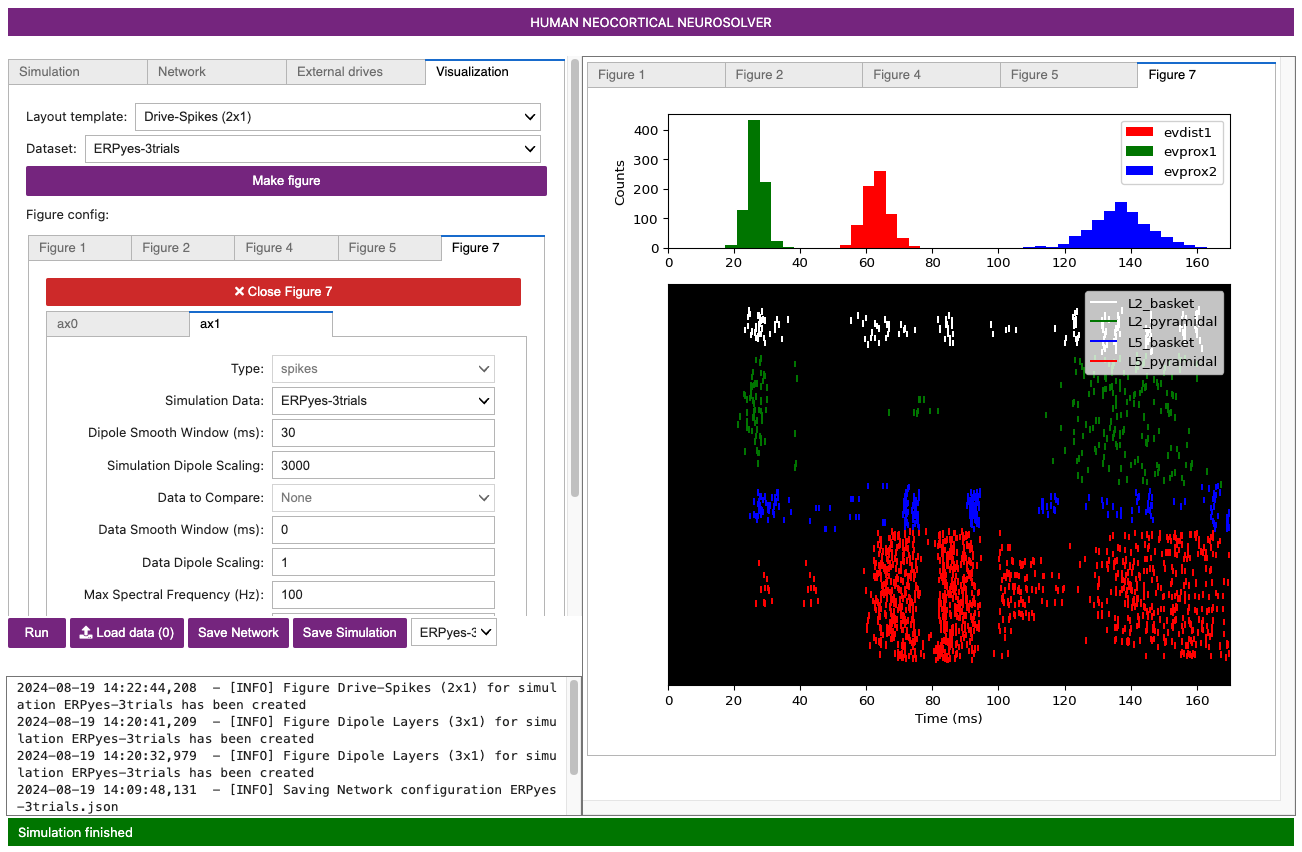 HUMAN NEOCORTICAL NEUROSOLVER
Simulation
Network
External drives
Visualization
Layout template:
Drive-Spikes (2x1)
Dataset:
ERPyes-3trials
Make figure
Figure config:
Figure 1
Figure 2
Figure 4
Figure 5
Figure 7
Close Figure 7
ax0
ax1
Type:
spikes
Simulation Data:
ERPyes-3trials
Dipole Smooth Window (ms):
30
Simulation Dipole Scaling:
3000
Data to Compare:
None
Data Smooth Window (ms):
0
Data Dipole Scaling:
1
Max Spectral Frequency (Hz):
100
Run
Load data (0)
Save Network
Save Simulation
ERPyes-3
2024-08-19 14:22:44,208 - [INFO] Figure Drive-Spikes (2x1) for simul
ation ERPyes-3trials has been created
2024-08-19 14:20:41,209 - [INFO] Figure Dipole Layers (3x1) for simu
lation ERPyes-3trials has been created
2024-08-19 14:20:32,979 - [INFO] Figure Dipole Layers (3x1) for simu
lation ERPyes-3trials has been created
2024-08-19 14:09:48,131 - [INFO] Saving Network configuration ERPyes
-3trials.json
Simulation finished
Figure 1
Figure 2
Figure 4
Figure 5
Figure 7
Counts
400
300
200
100
0
evdist1
evprox1
evprox2
0 20 40 60 80 100 120 140 160
L2_basket
L2_pyramidal
L5_basket
L5_pyramidal
0 20 40 60 80 100 120 140 160
Time (ms)